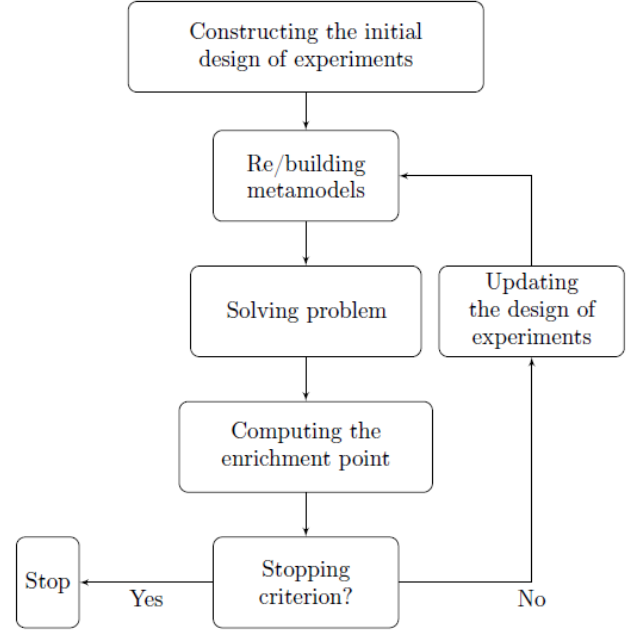 Constructing the initial
design of experiments
Re/building
metamodels
Solving problem
Updating
the design of
experiments
Computing the
enrichment point
Stopping
criterion?
Stop
Yes
No